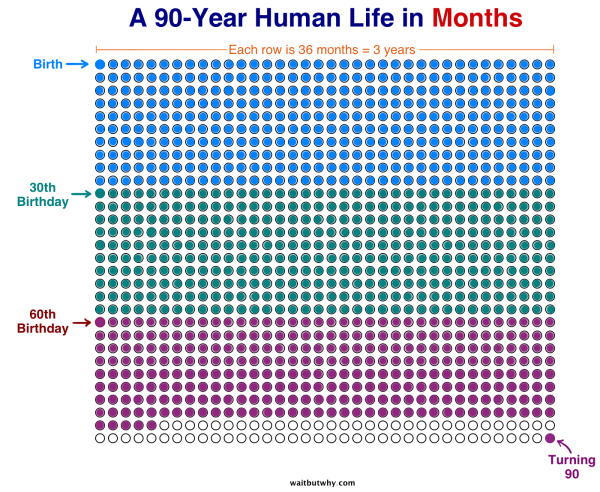 A 90-Year Human Life in Months
Each row is 36 months = 3 years
Birth
30th
Birthday
60th
Birthday
Turning
90
waitbutwhy.com